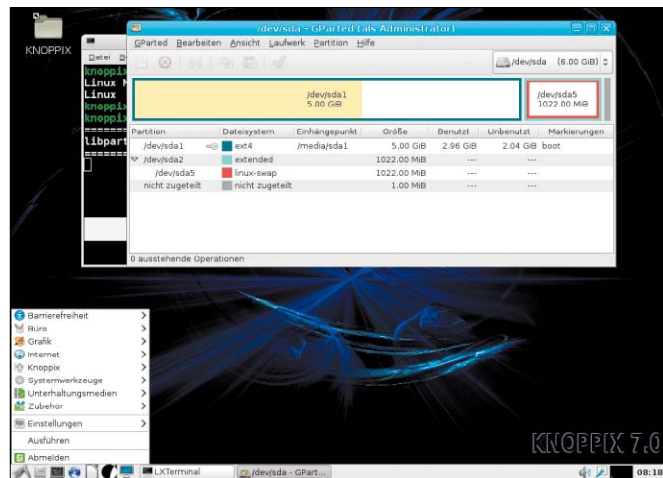 KNOPPIX
/dev/sda - GParted (als Administrator)
GParted Bearbeiten Ansicht Laufwerk Partition Hilfe
/dev/sda (6.00 GiB)
/dev/sda1
5.00 GiB
/dev/sda5
1022.00 MiB
Partition Dateisystem Einhängepunkt Größe Benutzt Unbenutzt Markierungen
/dev/sda1 ext4 /media/sda1 5.00 GiB 2.96 GiB 2.04 GiB boot
/dev/sda2 extended 1022.00 MiB --- ---
/dev/sda5 linux-swap 1022.00 MiB --- ---
nicht zugeteilt nicht zugeteilt 1.00 MiB --- ---
0 ausstehende Operationen
Datei
knoppi
Linux
Linux
knoppi
knoppi
======
libpart
======
Barrierefreiheit
Büro
Grafik
Internet
Knoppix
Systemwerkzeuge
Unterhaltungsmedien
Zubehör
Einstellungen
Ausführen
Abmelden
KNOPPIX 7.0
LXTerminal
/dev/sda - GPart...
08:18